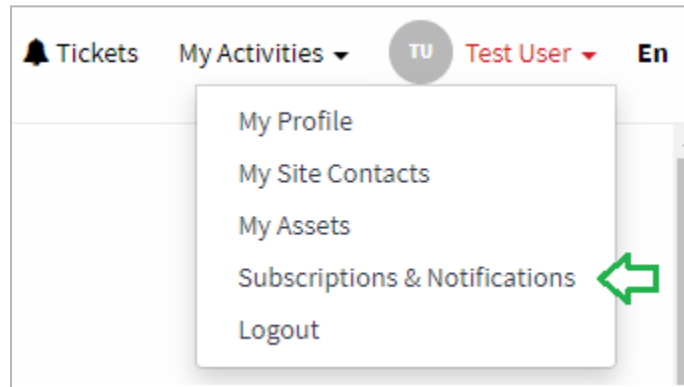 Tickets My Activities TU Test User En
My Profile
My Site Contacts
My Assets
Subscriptions & Notifications
Logout